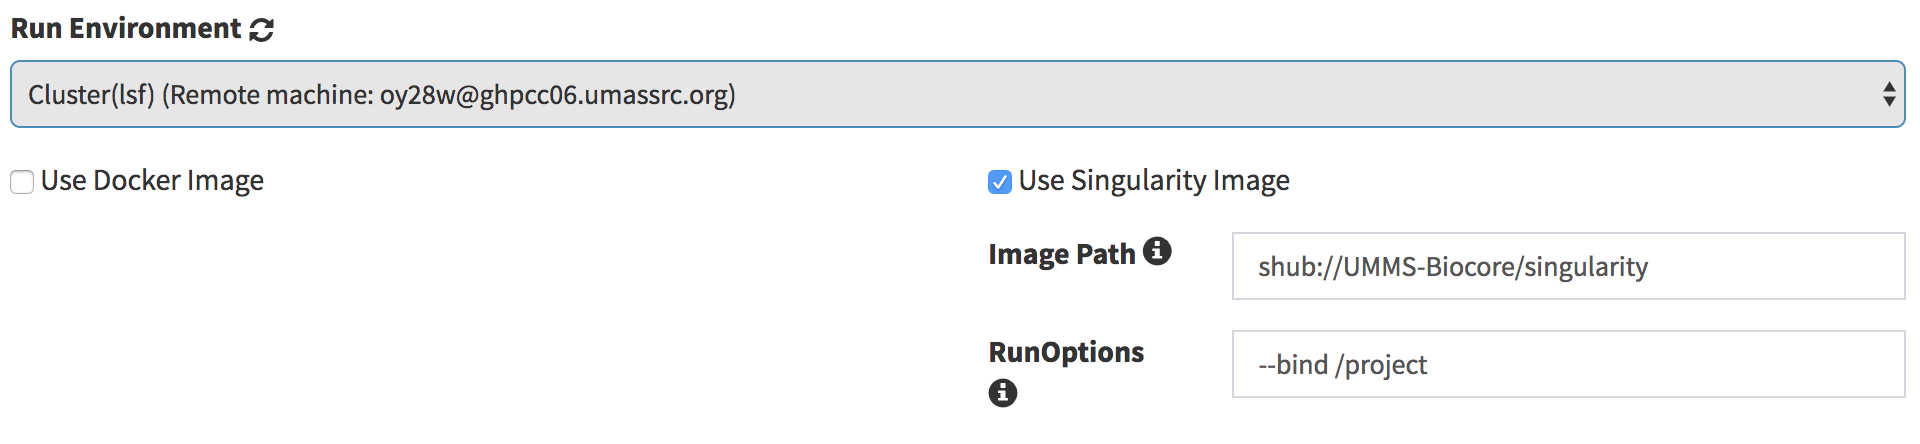 Run Environment
Cluster(lsf) (Remote machine: oy28w@ghpcc06.umassrc.org)
Use Docker Image
Use Singularity Image
Image Path
shub://UMMS-Biocore/singularity
RunOptions
--bind /project